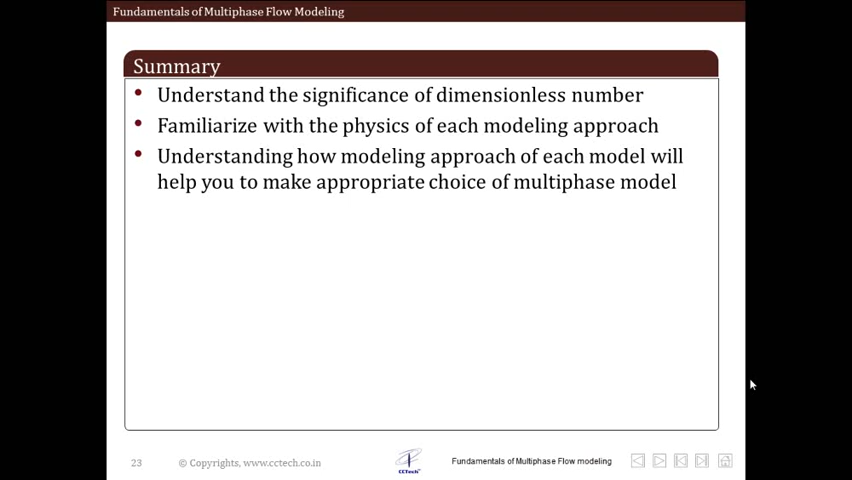 Fundamentals of Multiphase Flow Modeling
Summary
• Understand the significance of dimensionless number
• Familiarize with the physics of each modeling approach
• Understanding how modeling approach of each model will
help you to make appropriate choice of multiphase model
23
© Copyrights, www.cctech.co.in
CCTech™
Fundamentals of Multiphase Flow modeling